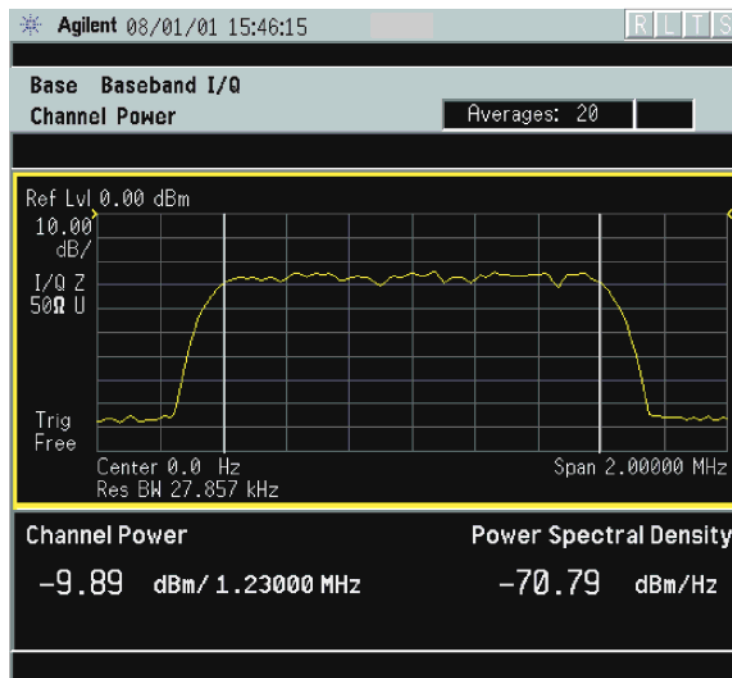 Agilent 08/01/01 15:46:15 R L T S
Base Baseband I/Q
Channel Power Averages: 20
Ref Lvl 0.00 dBm
10.00
dB/
I/Q Z
50Ω U
Trig
Free
Center 0.0 Hz Span 2.00000 MHz
Res BW 27.857 kHz
Channel Power Power Spectral Density
-9.89 dBm/ 1.23000 MHz -70.79 dBm/Hz